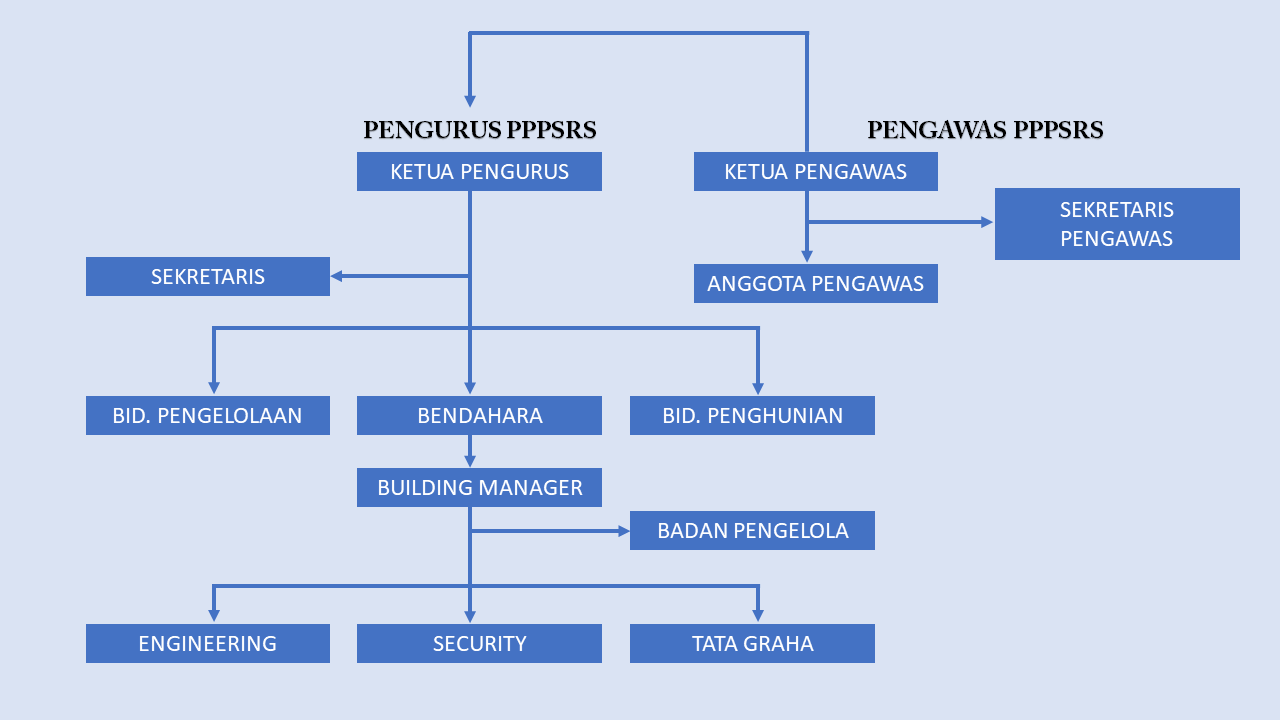 PENGURUS PPPSRS
PENGAWAS PPPSRS
KETUA PENGURUS
KETUA PENGAWAS
SEKRETARIS
PENGAWAS
SEKRETARIS
ANGGOTA PENGAWAS
BID. PENGELOLAAN
BENDAHARA
BID. PENGHUNIAN
BUILDING MANAGER
BADAN PENGELOLA
ENGINEERING
SECURITY
TATA GRAHA